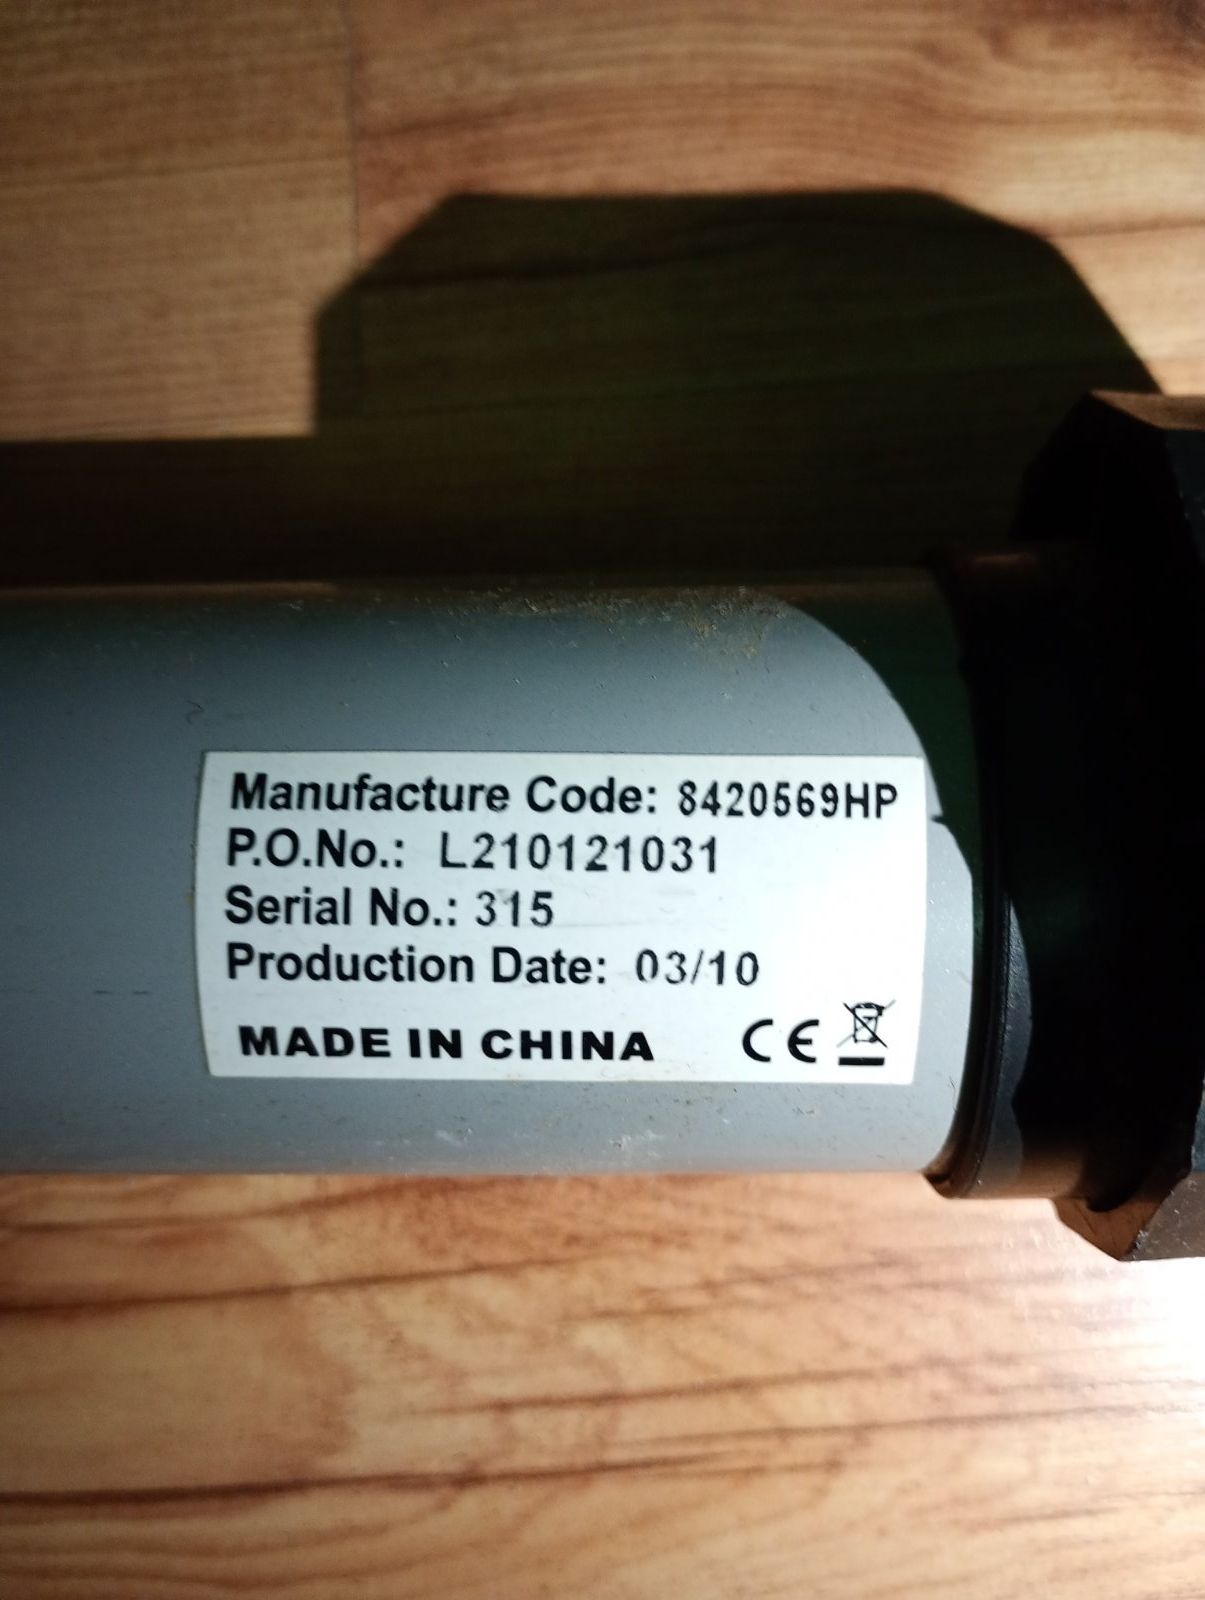 Manufacture Code: 8420569HP
P.O.No.: L210121031
Serial No.: 315
Production Date: 03/10
MADE IN CHINA CE